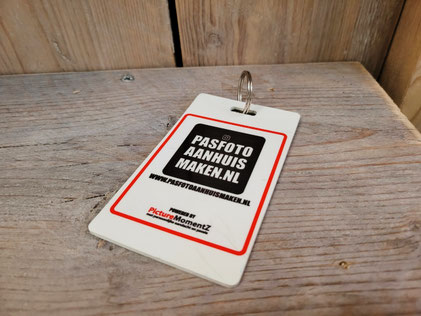 PASFOTO
AANHUIS
MAKEN.NL
WWW.PASFOTOAANHUISMAKEN.NL
POWERED BY
PictureMomentZ